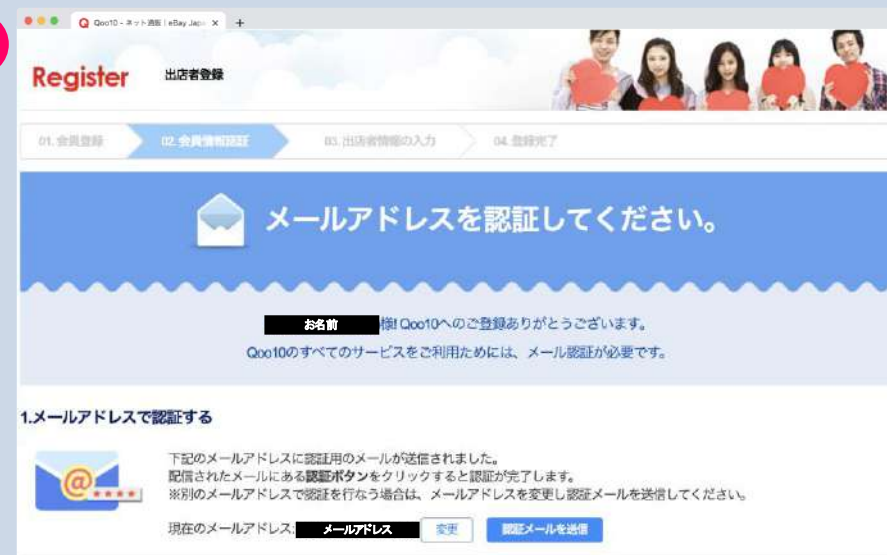 Qoo10 - ネット通販 | eBay Japa
Register 出店者登録
01. 会員登録 02. 会員情報認証 03. 出店者情報の入力 04. 登録完了
メールアドレスを認証してください。
お名前 様! Qoo10へのご登録ありがとうございます。
Qoo10のすべてのサービスをご利用ためには、メール認証が必要です。
1.メールアドレスで認証する
下記のメールアドレスに認証用のメールが送信されました。
配信されたメールにある認証ボタンをクリックすると認証が完了します。
※別のメールアドレスで認証を行なう場合は、メールアドレスを変更し認証メールを送信してください。
現在のメールアドレス: メールアドレス 変更 認証メールを送信